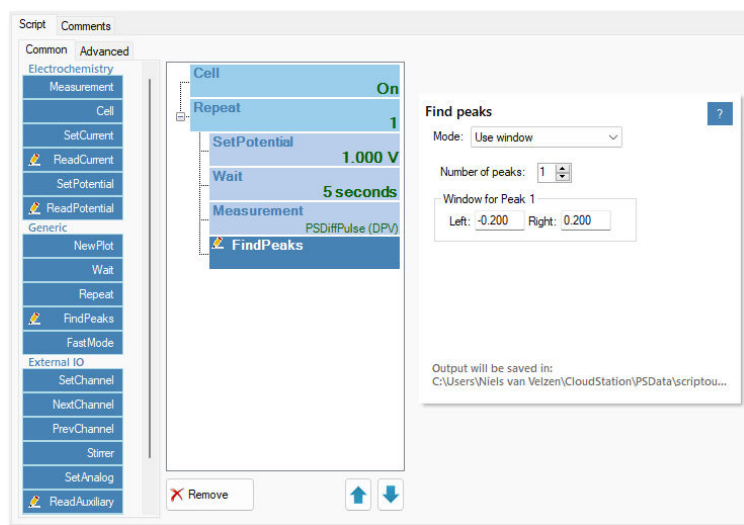 Script Comments
Common Advanced
Electrochemistry
Measurement
Cell
SetCurrent
ReadCurrent
SetPotential
ReadPotential
Generic
NewPlot
Wait
Repeat
FindPeaks
FastMode
External IO
SetChannel
NextChannel
PrevChannel
Stirrer
SetAnalog
ReadAuxiliary
Cell
On
Repeat
1
SetPotential
1.000 V
Wait
5 seconds
Measurement
PSDiffPulse (DPV)
FindPeaks
Remove
Find peaks
?
Mode: Use window
Number of peaks: 1
Window for Peak 1
Left: -0.200 Right: 0.200
Output will be saved in:
C:\Users\Niels van Velzen\CloudStation\PSData\scriptou...